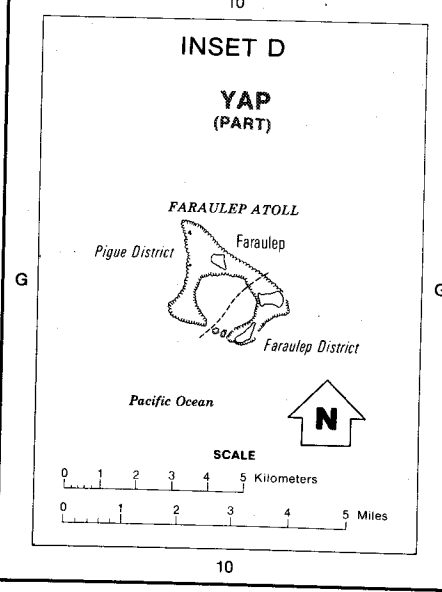 10
INSET D
YAP
(PART)
FARAULEP ATOLL
Pigue District
Faraulep
G
G
Faraulep District
Pacific Ocean
N
SCALE
0 1 2 3 4 5 Kilometers
0 1 2 3 4 5 Miles
10